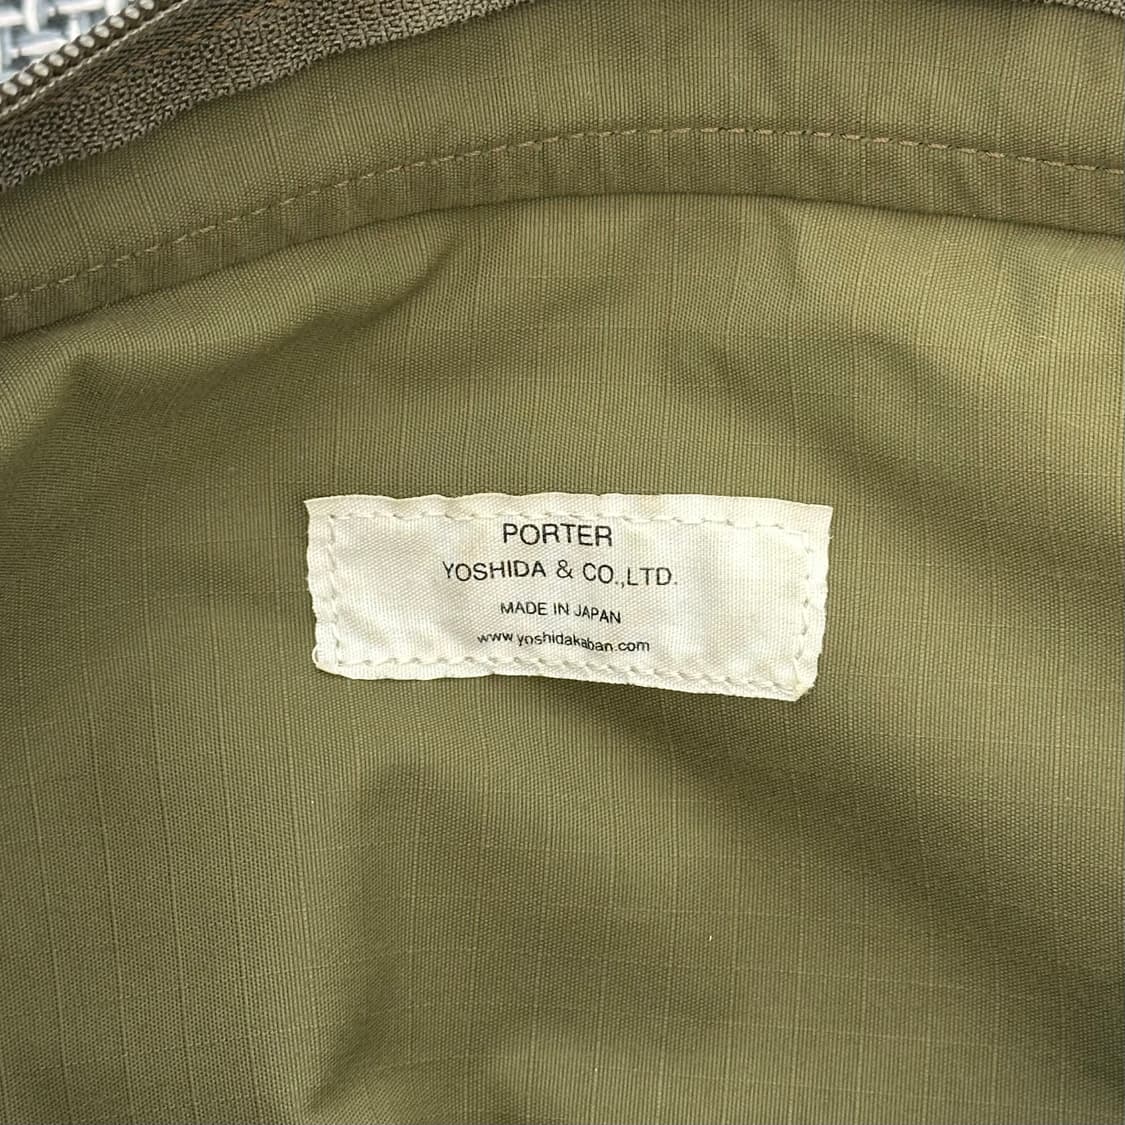 PORTER
YOSHIDA & CO.,LTD.
MADE IN JAPAN
www.yoshidakaban.com